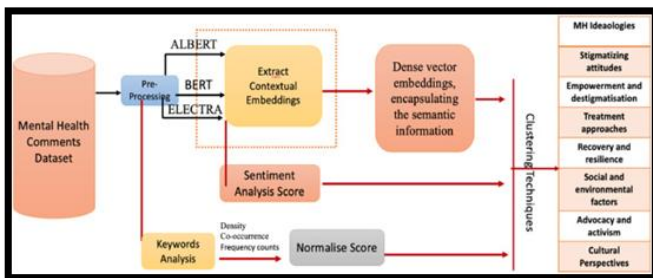 Mental Health
Comments
Dataset
Pre-
Processing
ALBERT
BERT
ELECTRA
Extract
Contextual
Embeddings
Dense vector
embeddings,
encapsulating
the semantic
information
Sentiment
Analysis Score
Keywords
Analysis
Density
Co-occurrence
Frequency counts
Normalise Score
Clustering Techniques
MH Ideaologies
Stigmatizing
attitudes
Empowerment and
destigmatisation
Treatment
approaches
Recovery and
resilience
Social and
environmental
factors
Advocacy and
activism
Cultural
Perspectives